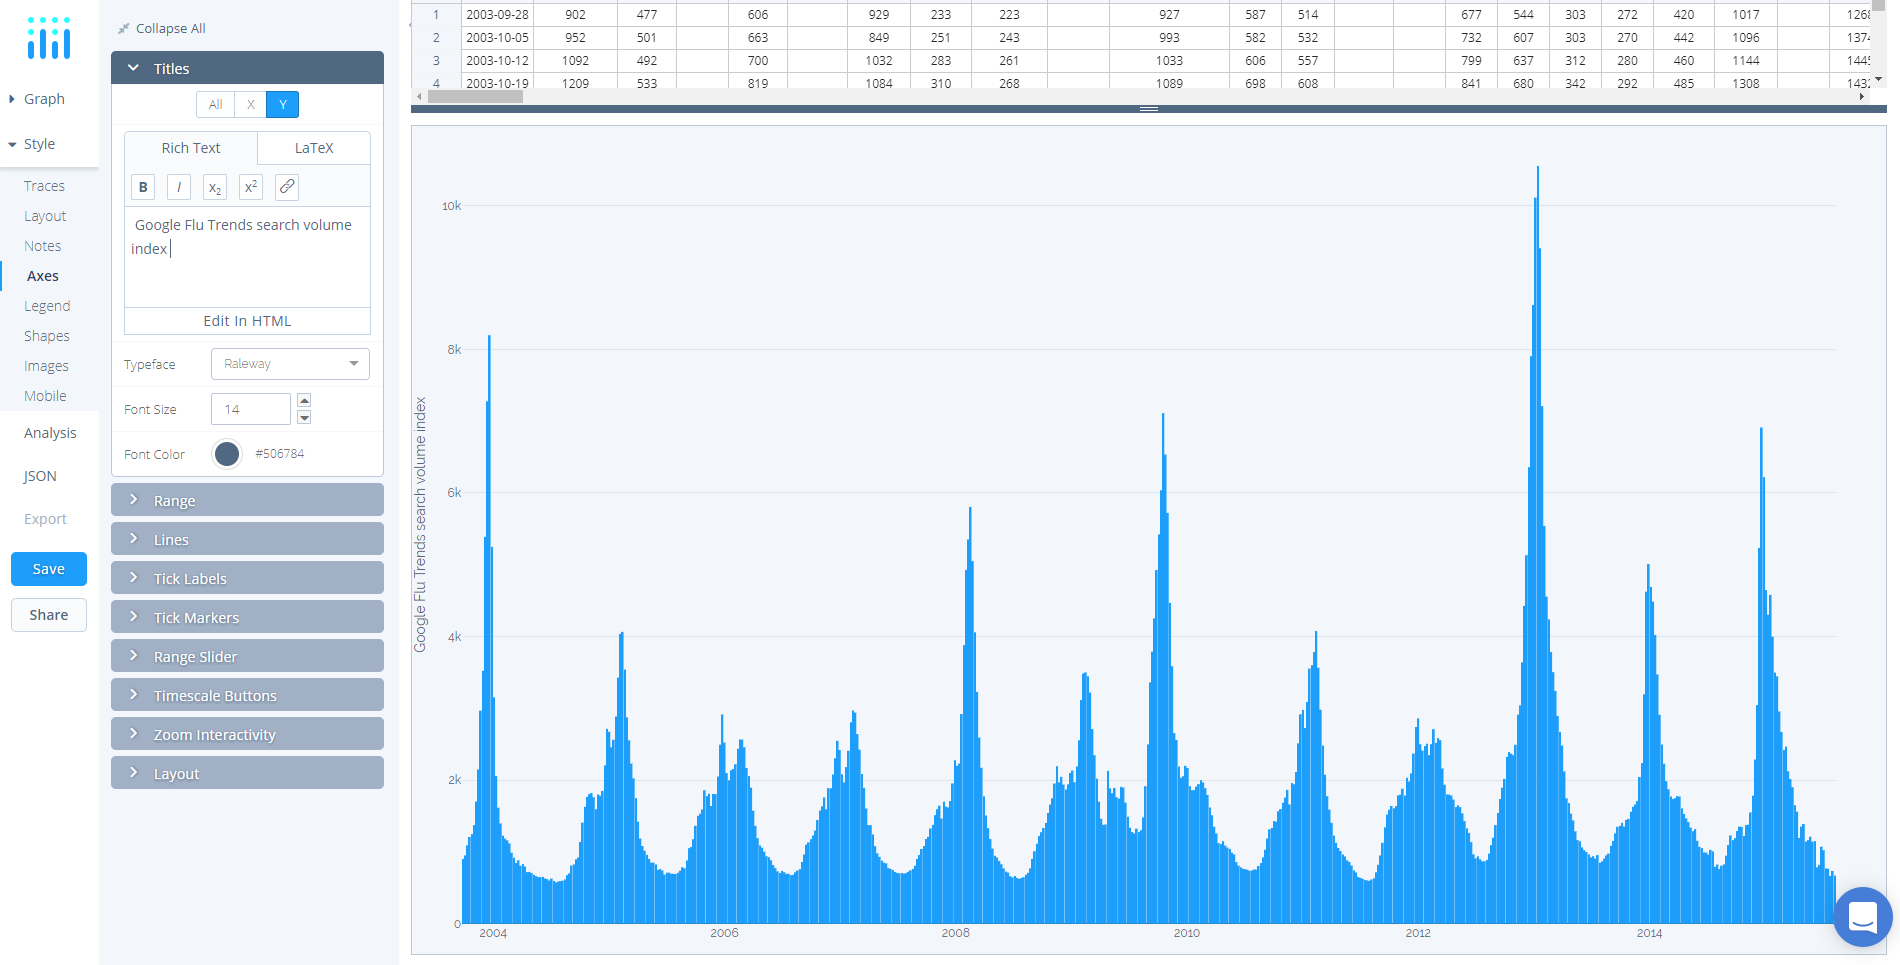 Collapse All
Graph
Style
Traces
Layout
Notes
Axes
Legend
Shapes
Images
Mobile
Analysis
JSON
Export
Save
Share
Titles
All X Y
Rich Text LaTeX
B I x2 x2
Google Flu Trends search volume
index
Edit In HTML
Typeface Raleway
Font Size 14
Font Color #506784
Range
Lines
Tick Labels
Tick Markers
Range Slider
Timescale Buttons
Zoom Interactivity
Layout
1 2003-09-28 902 477 606 929 233 223 927 587 514 677 544 303 272 420 1017
2 2003-10-05 952 501 663 849 251 243 993 582 532 732 607 303 270 442 1096
3 2003-10-12 1092 492 700 1032 283 261 1033 606 557 799 637 312 280 460 1144
4 2003-10-19 1209 533 819 1084 310 268 1089 698 608 841 680 342 292 485 1308
Google Flu Trends search volume index
10k
8k
6k
4k
2k
0
2004 2006 2008 2010 2012 2014